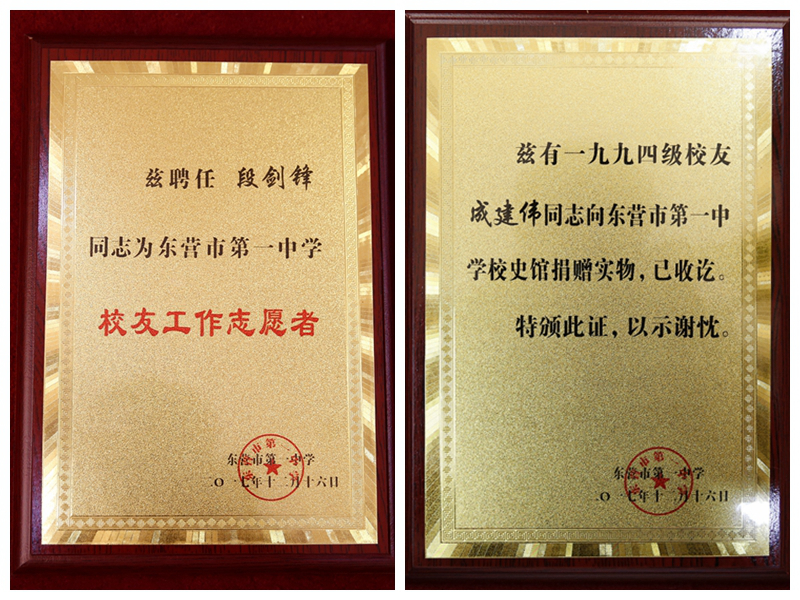 兹聘任 段剑锋
同志为东营市第一中学
校友工作志愿者
东营市第一中学
二〇一七年十二月十六日
兹有一九九四级校友
成建伟同志向东营市第一中
学校史馆捐赠实物，已收讫。
特颁此证，以示谢忱。
东营市第一中学
二〇一七年十二月十六日